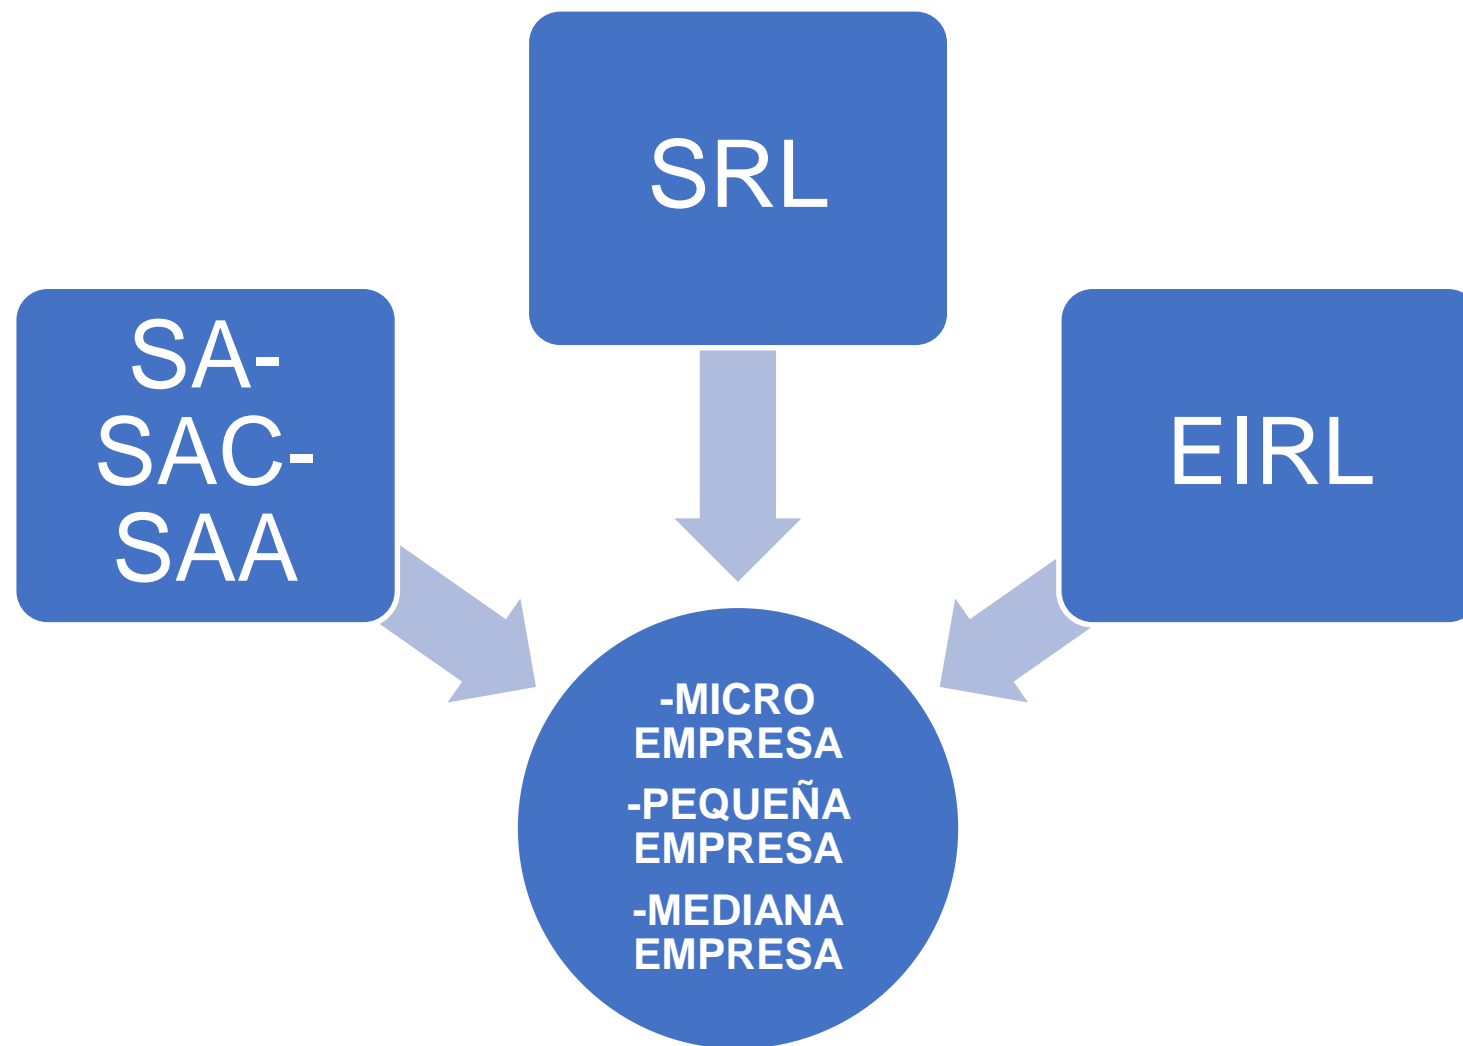 SRL
SA-
SAC-
SAA
EIRL
-MICRO
EMPRESA
-PEQUEÑA
EMPRESA
-MEDIANA
EMPRESA